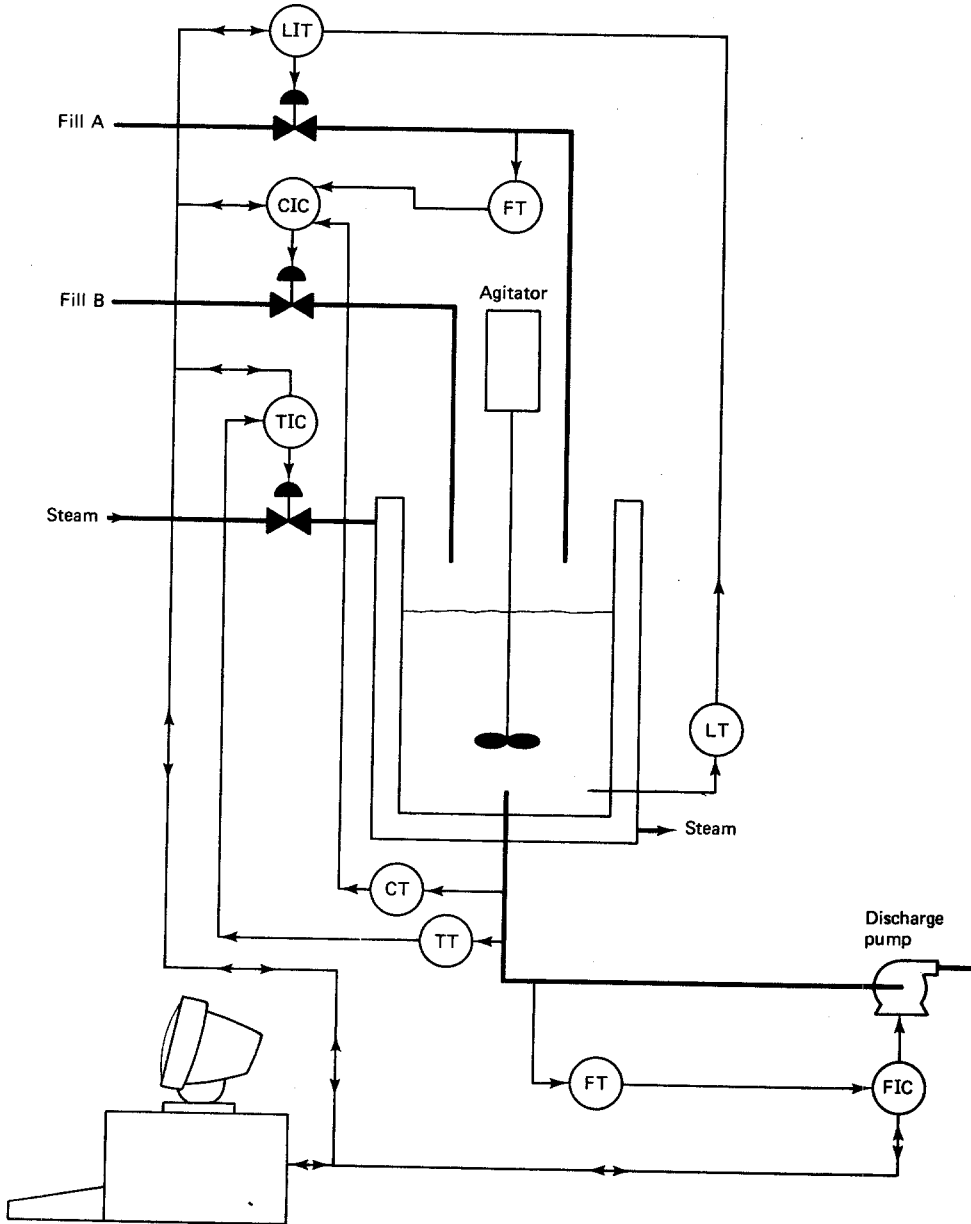 LIT
Fill A
CIC
FT
Fill B
Agitator
TIC
Steam
LT
Steam
CT
TT
Discharge
pump
FT
FIC